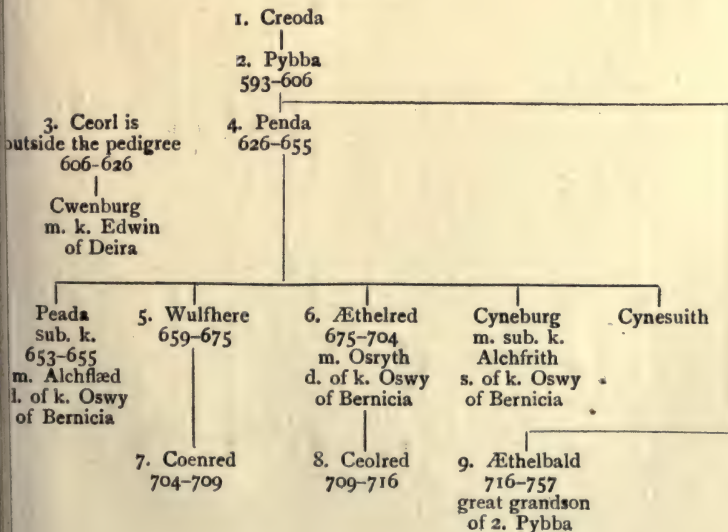 1. Creoda
2. Pybba
593-606
3. Ceorl is
outside the pedigree
606-626
Cwenburg
m. k. Edwin
of Deira
4. Penda
626-655
Peada
sub. k.
653-655
m. Alchflæd
d. of k. Oswy
of Bernicia
5. Wulfhere
659-675
6. Æthelred
675-704
m. Osryth
d. of k. Oswy
of Bernicia
Cyneburg
m. sub. k.
Alchfrith
s. of k. Oswy
of Bernicia
Cynesuith
7. Coenred
704-709
8. Ceolred
709-716
9. Æthelbald
716-757
great grandson
of 2. Pybba